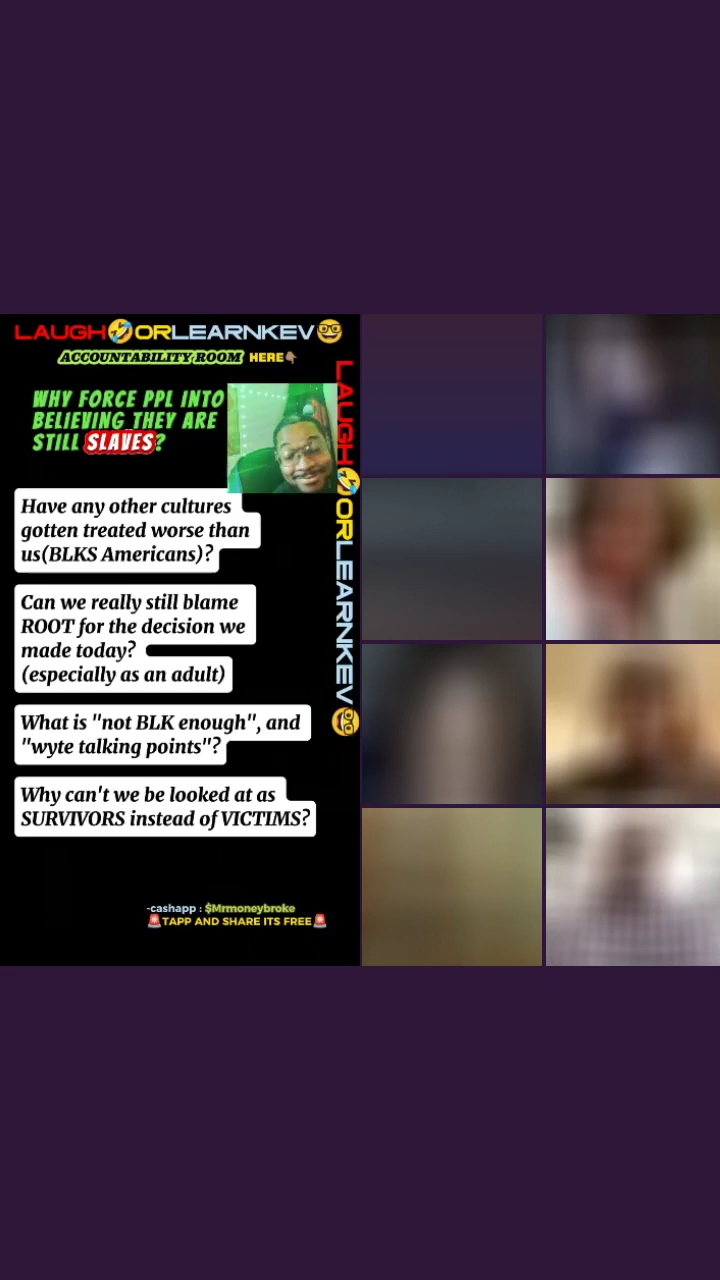 LAUGH🤣ORLEARNKEV🤓
ACCOUNTABILITY ROOM HERE👇🏽
WHY FORCE PPL INTO
BELIEVING THEY ARE
STILL SLAVES?
Have any other cultures
gotten treated worse than
us(BLKS Americans)?
Can we really still blame
ROOT for the decision we
made today?
(especially as an adult)
What is "not BLK enough", and
"wyte talking points"?
Why can't we be looked at as
SURVIVORS instead of VICTIMS?
-cashapp : $Mrmoneybroke
🚨TAPP AND SHARE ITS FREE🚨
LAUGH🤣ORLEARNKEV🤓